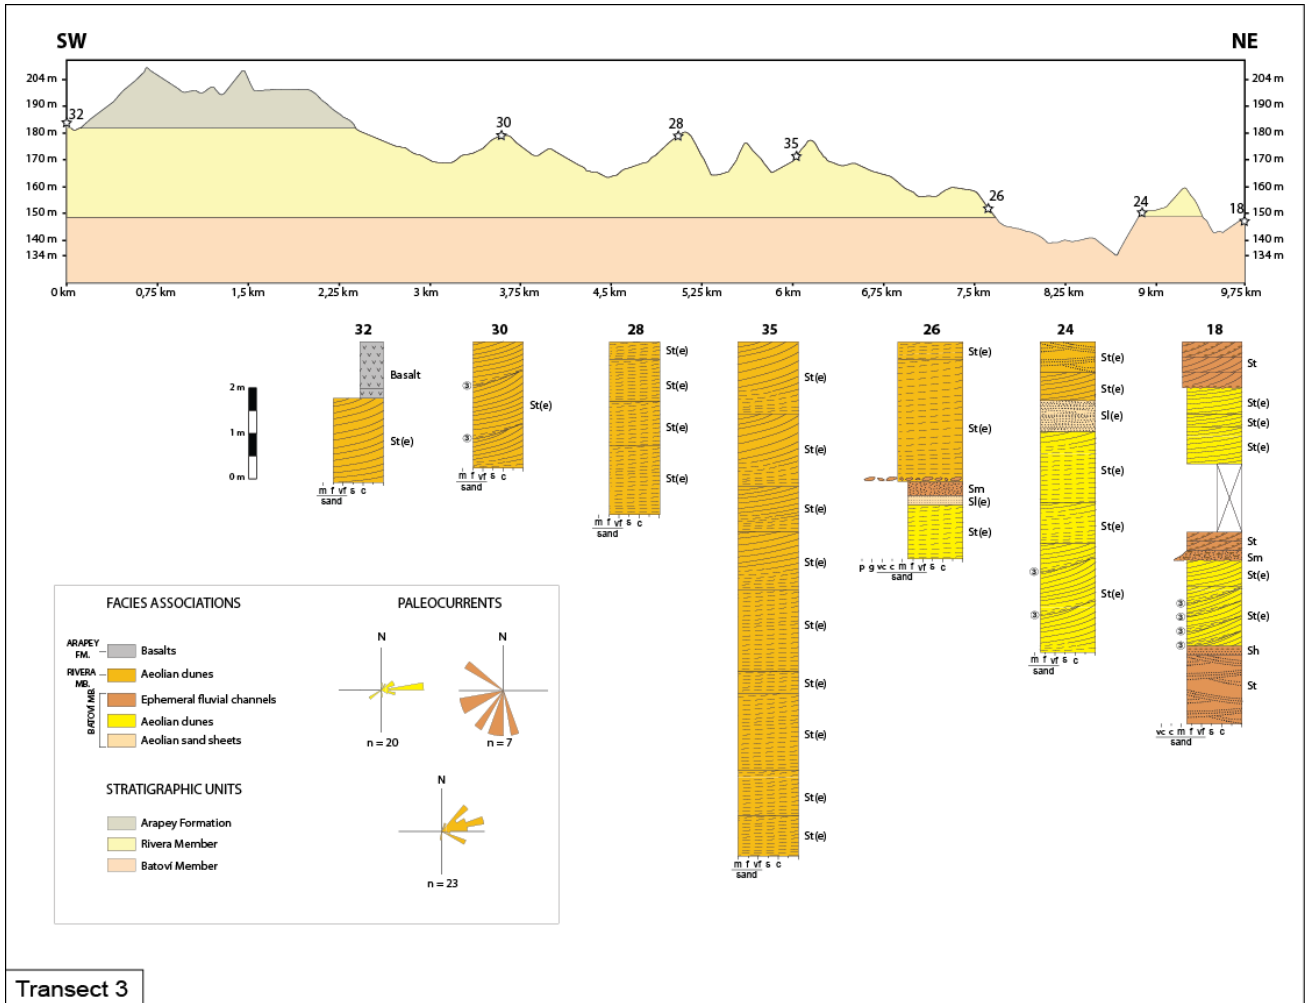 SW NE
204 m 204 m
190 m 190 m
180 m 180 m
170 m 170 m
160 m 160 m
150 m 150 m
140 m 140 m
134 m 134 m
32 30 28 35 26 24 18
0 km 0,75 km 1,5 km 2,25 km 3 km 3,75 km 4,5 km 5,25 km 6 km 6,75 km 7,5 km 8,25 km 9 km 9,75 km
32 30 28 35 26 24 18
2 m
1 m
0 m
Basalt
St(e)
m f vf s c
sand
3
3
St(e)
m f vf s c
sand
St(e)
St(e)
St(e)
St(e)
m f vf s c
sand
St(e)
St(e)
St(e)
St(e)
St(e)
St(e)
St(e)
St(e)
St(e)
m f vf s c
sand
St(e)
St(e)
Sm
Sl(e)
St(e)
p g vc c m f vf s c
sand
St(e)
St(e)
Sl(e)
St(e)
St(e)
3
St(e)
3
m f vf s c
sand
St
St(e)
St(e)
St(e)
St
Sm
St(e)
3
St(e)
3
3
3
Sh
St
vc c m f vf s c
sand
FACIES ASSOCIATIONS
ARAPEY FM.
Basalts
RIVERA MB.
Aeolian dunes
BATOVÍ MB.
Ephemeral fluvial channels
Aeolian dunes
Aeolian sand sheets
PALEOCURRENTS
N N
n = 20 n = 7
N
n = 23
STRATIGRAPHIC UNITS
Arapey Formation
Rivera Member
Batoví Member
Transect 3